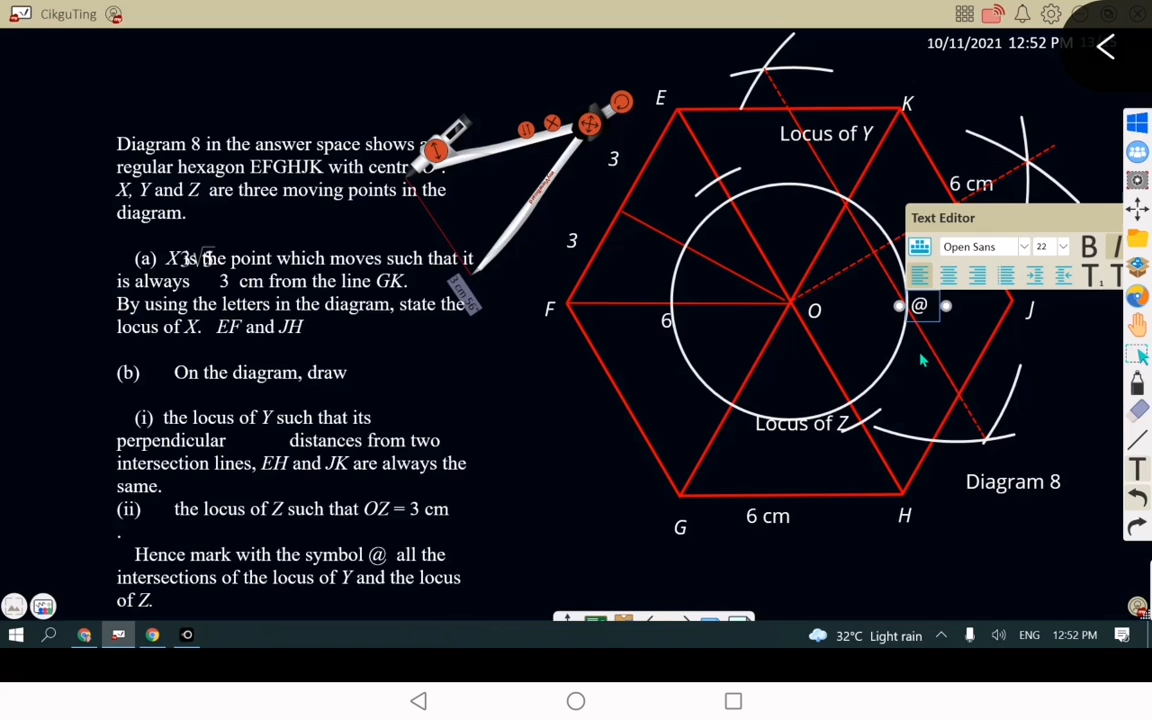 CikguTing
10/11/2021 12:52 PM
Diagram 8 in the answer space shows
regular hexagon EFGHJK with centr
X, Y and Z are three moving points in the
diagram.
(a) X is the point which moves such that it
is always 3 cm from the line GK.
By using the letters in the diagram, state the
locus of X. EF and JH
(b) On the diagram, draw
(i) the locus of Y such that its
perpendicular distances from two
intersection lines, EH and JK are always the
same.
(ii) the locus of Z such that OZ = 3 cm
.
Hence mark with the symbol @ all the
intersections of the locus of Y and the locus
of Z.
E
K
Locus of Y
3
6 cm
3
Text Editor
Open Sans
22
B
I
F
6
O
@
J
Locus of Z
Diagram 8
6 cm
G
H
32°C Light rain
ENG
12:52 PM